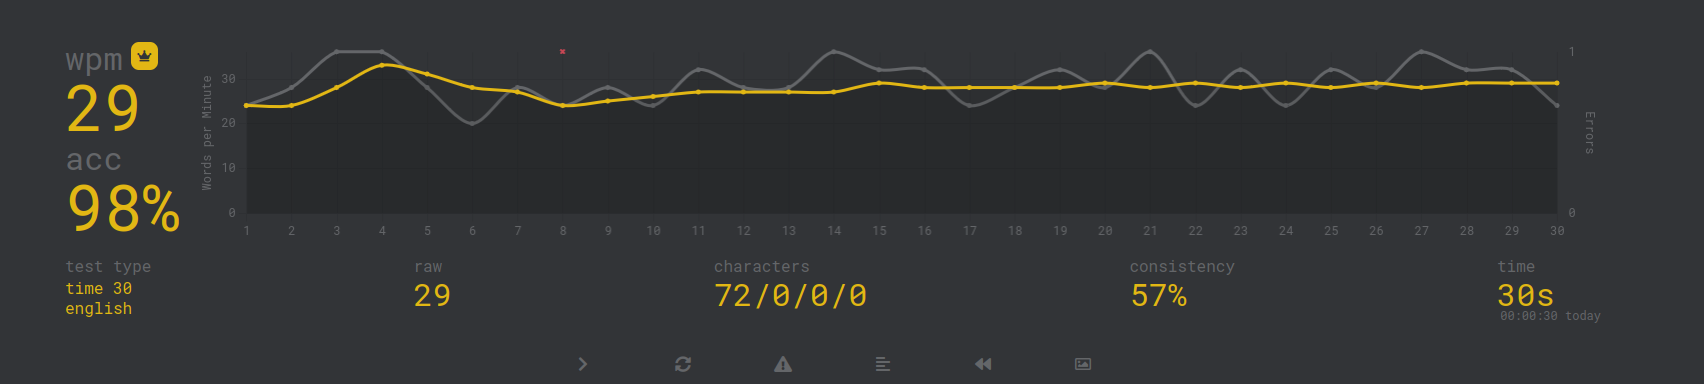 wpm
29
acc
98%
Words per Minute
30
20
10
0
1 2 3 4 5 6 7 8 9 10 11 12 13 14 15 16 17 18 19 20 21 22 23 24 25 26 27 28 29 30
1
Errors
0
test type
time 30
english
raw
29
characters
72/0/0/0
consistency
57%
time
30s
00:00:30 today